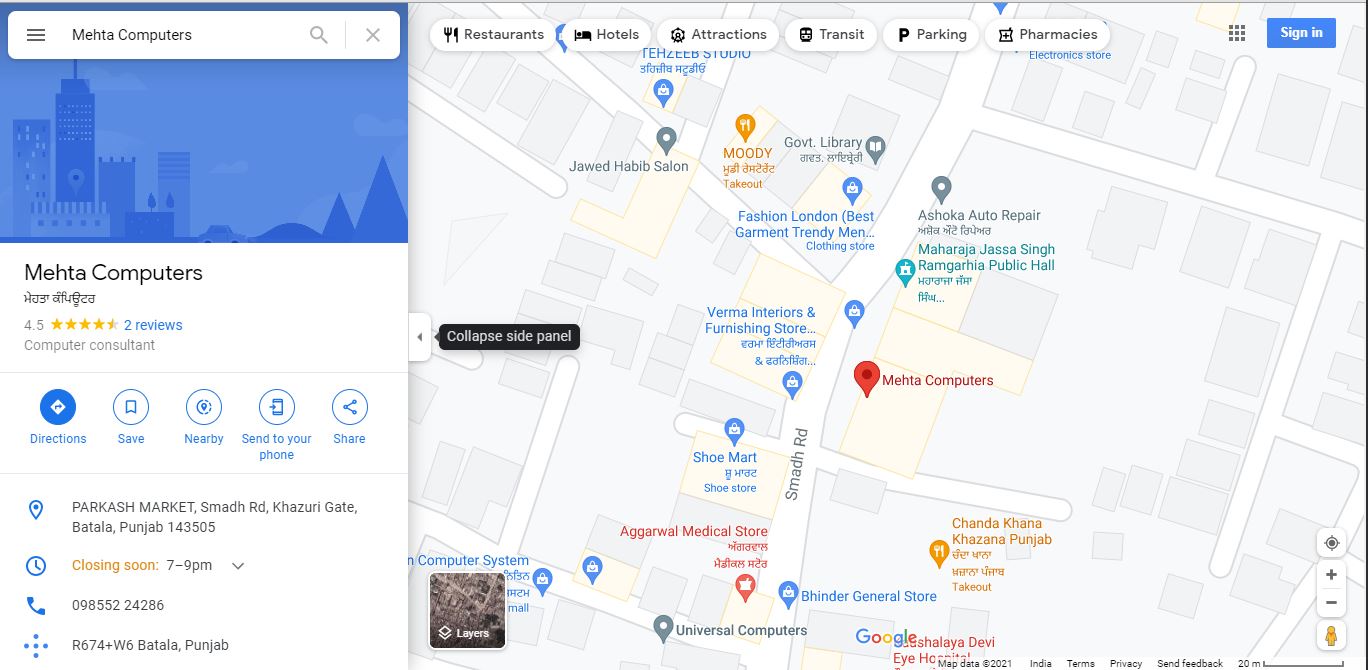 Mehta Computers
Restaurants
Hotels
Attractions
Transit
Parking
Pharmacies
Sign in
Mehta Computers
ਮੇਹਤਾ ਕੰਪਿਊਟਰ
4.5 2 reviews
Computer consultant
Directions
Save
Nearby
Send to your
phone
Share
PARKASH MARKET, Smadh Rd, Khazuri Gate,
Batala, Punjab 143505
Closing soon: 7–9pm
098552 24286
R674+W6 Batala, Punjab
Collapse side panel
TEHZEEB STUDIO
ਤਹਿਜ਼ੀਬ ਸਟੂਡੀਓ
Electronics store
Jawed Habib Salon
MOODY
ਮੂਡੀ ਰੇਸਟੋਰੈਂਟ
Takeout
Govt. Library
ਗਵਟ. ਲਾਇਬ੍ਰੇਰੀ
Fashion London (Best
Garment Trendy Men...
Clothing store
Ashoka Auto Repair
ਅਸ਼ੋਕ ਔਟੋ ਰਿਪੇਅਰ
Maharaja Jassa Singh
Ramgarhia Public Hall
ਮਹਾਰਾਜਾ ਜੱਸਾ
ਸਿੰਘ...
Verma Interiors &
Furnishing Store...
ਵਰਮਾ ਇੰਟੀਰੀਅਰਸ
& ਫਰਨਿਸ਼ਿੰਗ...
Mehta Computers
Shoe Mart
ਸ਼ੂ ਮਾਰਟ
Shoe store
Smadh Rd
Aggarwal Medical Store
ਅੱਗਰਵਾਲ
ਮੈਡੀਕਲ ਸਟੋਰ
Chanda Khana
Khazana Punjab
ਚੰਦਾ ਖਾਨਾ
ਖ਼ਜ਼ਾਨਾ ਪੰਜਾਬ
Takeout
n Computer System
ਨਿਤਿਨ
ਸਟਮ
mall
Layers
Bhinder General Store
Universal Computers
Google
aushalaya Devi
Eye Hospital
Map data ©2021 India Terms Privacy Send feedback 20 m